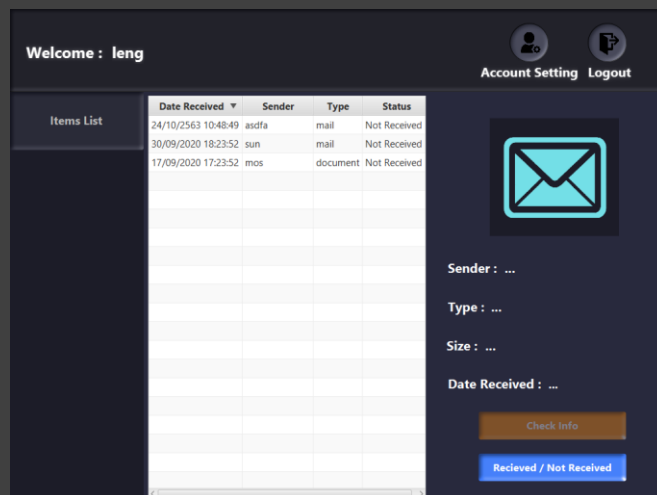 Welcome : leng
Account Setting Logout
Items List
Date Received ▼ Sender Type Status
24/10/2563 10:48:49 asdfa mail Not Received
30/09/2020 18:23:52 sun mail Not Received
17/09/2020 17:23:52 mos document Not Received
Sender : ...
Type : ...
Size : ...
Date Received : ...
Check Info
Recieved / Not Received